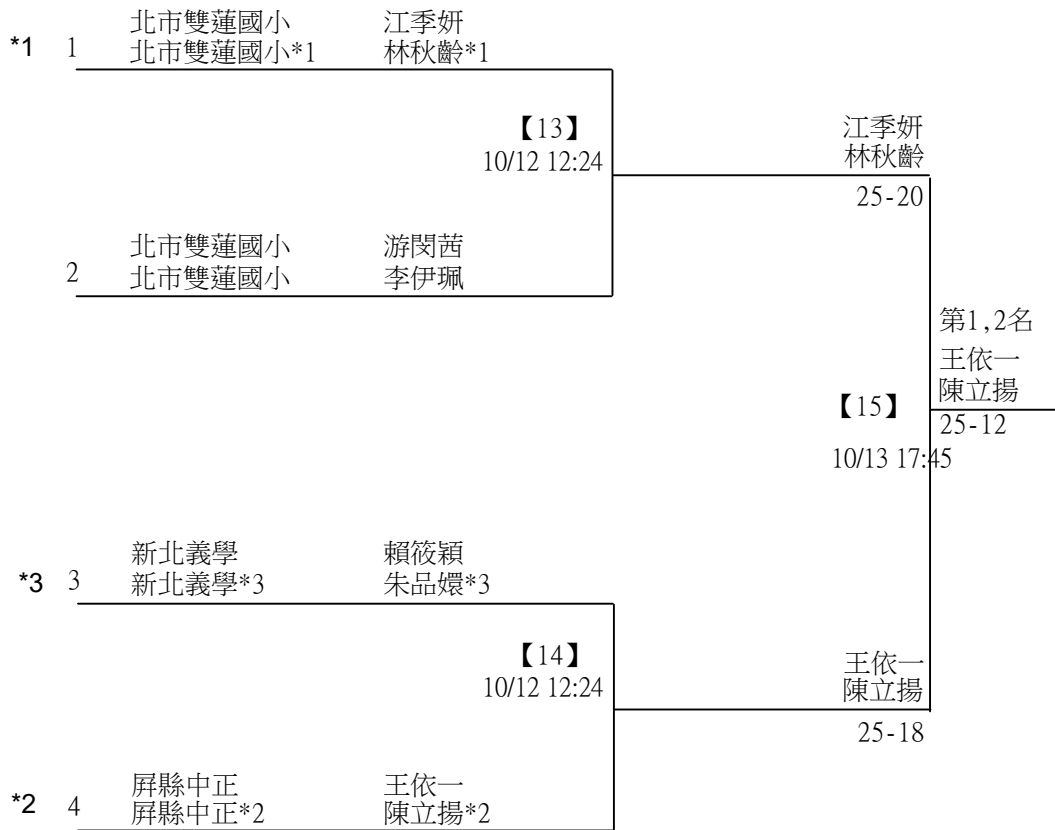 北市雙蓮國小 江季妍
*1 1 北市雙蓮國小*1 林秋齡*1
【13】
10/12 12:24
江季妍
林秋齡
25-20
北市雙蓮國小 游閔茜
2 北市雙蓮國小 李伊珮
第1,2名
王依一
陳立揚
【15】
25-12
10/13 17:45
新北義學 賴筱穎
*3 3 新北義學*3 朱品嬛*3
【14】
10/12 12:24
王依一
陳立揚
25-18
屏縣中正 王依一
*2 4 屏縣中正*2 陳立揚*2